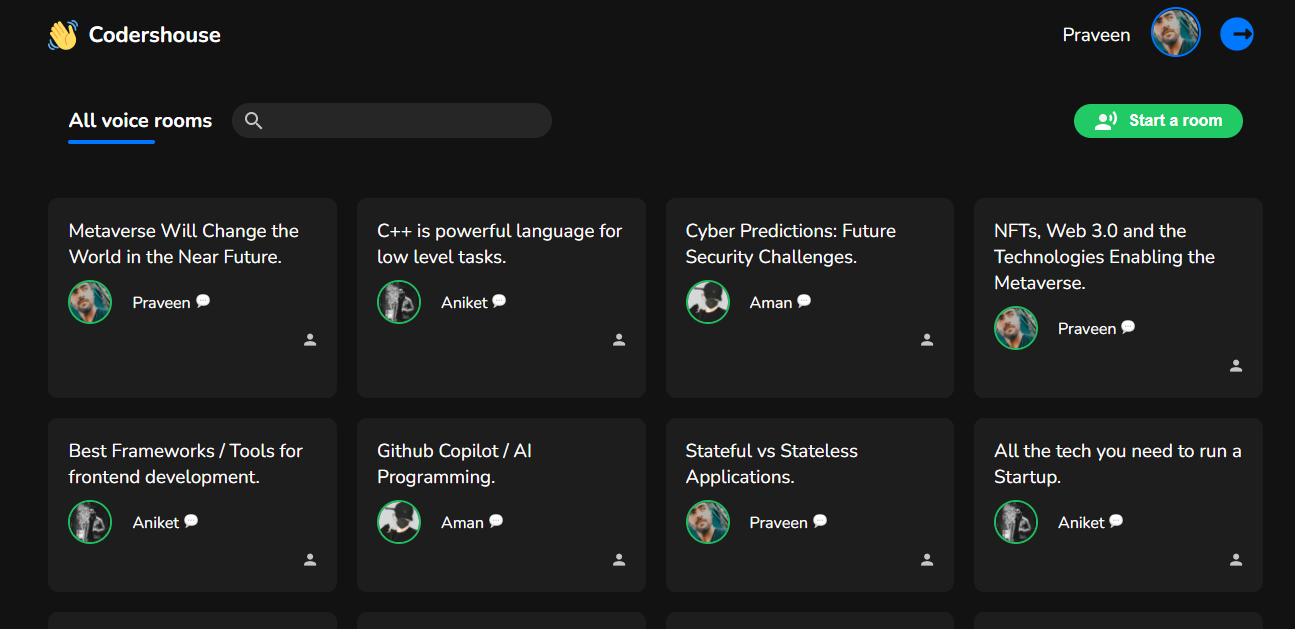 Codershouse
Praveen
All voice rooms
Start a room
Metaverse Will Change the
World in the Near Future.
Praveen
C++ is powerful language for
low level tasks.
Aniket
Cyber Predictions: Future
Security Challenges.
Aman
NFTs, Web 3.0 and the
Technologies Enabling the
Metaverse.
Praveen
Best Frameworks / Tools for
frontend development.
Aniket
Github Copilot / AI
Programming.
Aman
Stateful vs Stateless
Applications.
Praveen
All the tech you need to run a
Startup.
Aniket